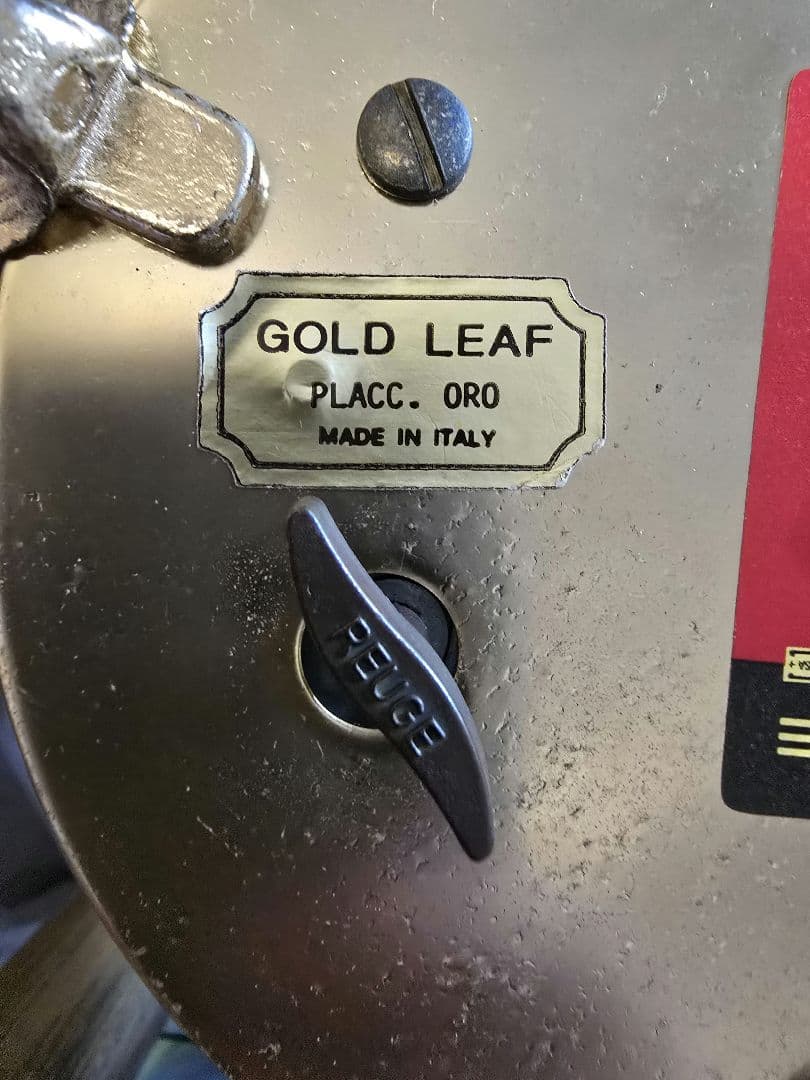 GOLD LEAF
PLACC. ORO
MADE IN ITALY
REUGE